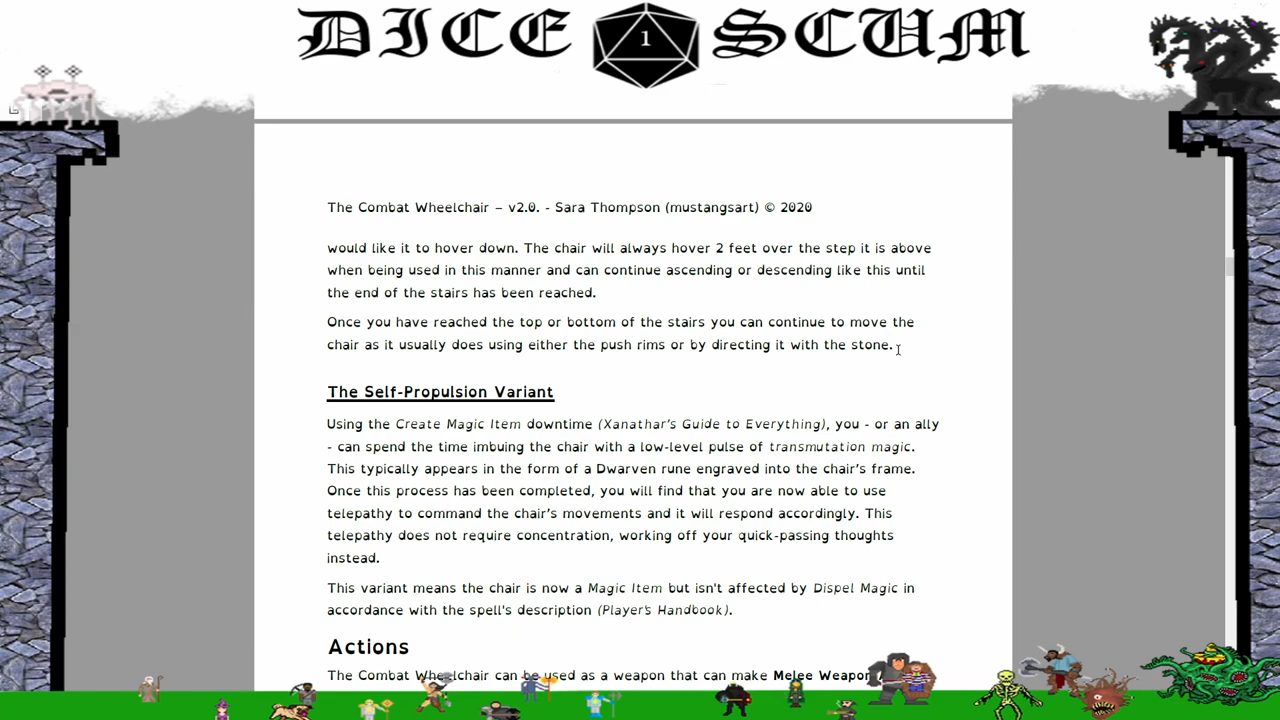 DICE 1 SCUM
The Combat Wheelchair – v2.0. - Sara Thompson (mustangsart) © 2020
would like it to hover down. The chair will always hover 2 feet over the step it is above
when being used in this manner and can continue ascending or descending like this until
the end of the stairs has been reached.
Once you have reached the top or bottom of the stairs you can continue to move the
chair as it usually does using either the push rims or by directing it with the stone.
The Self-Propulsion Variant
Using the Create Magic Item downtime (Xanathar's Guide to Everything), you - or an ally
- can spend the time imbuing the chair with a low-level pulse of transmutation magic.
This typically appears in the form of a Dwarven rune engraved into the chair's frame.
Once this process has been completed, you will find that you are now able to use
telepathy to command the chair's movements and it will respond accordingly. This
telepathy does not require concentration, working off your quick-passing thoughts
instead.
This variant means the chair is now a Magic Item but isn't affected by Dispel Magic in
accordance with the spell's description (Player's Handbook).
Actions
The Combat Wheelchair can be used as a weapon that can make Melee Weapon